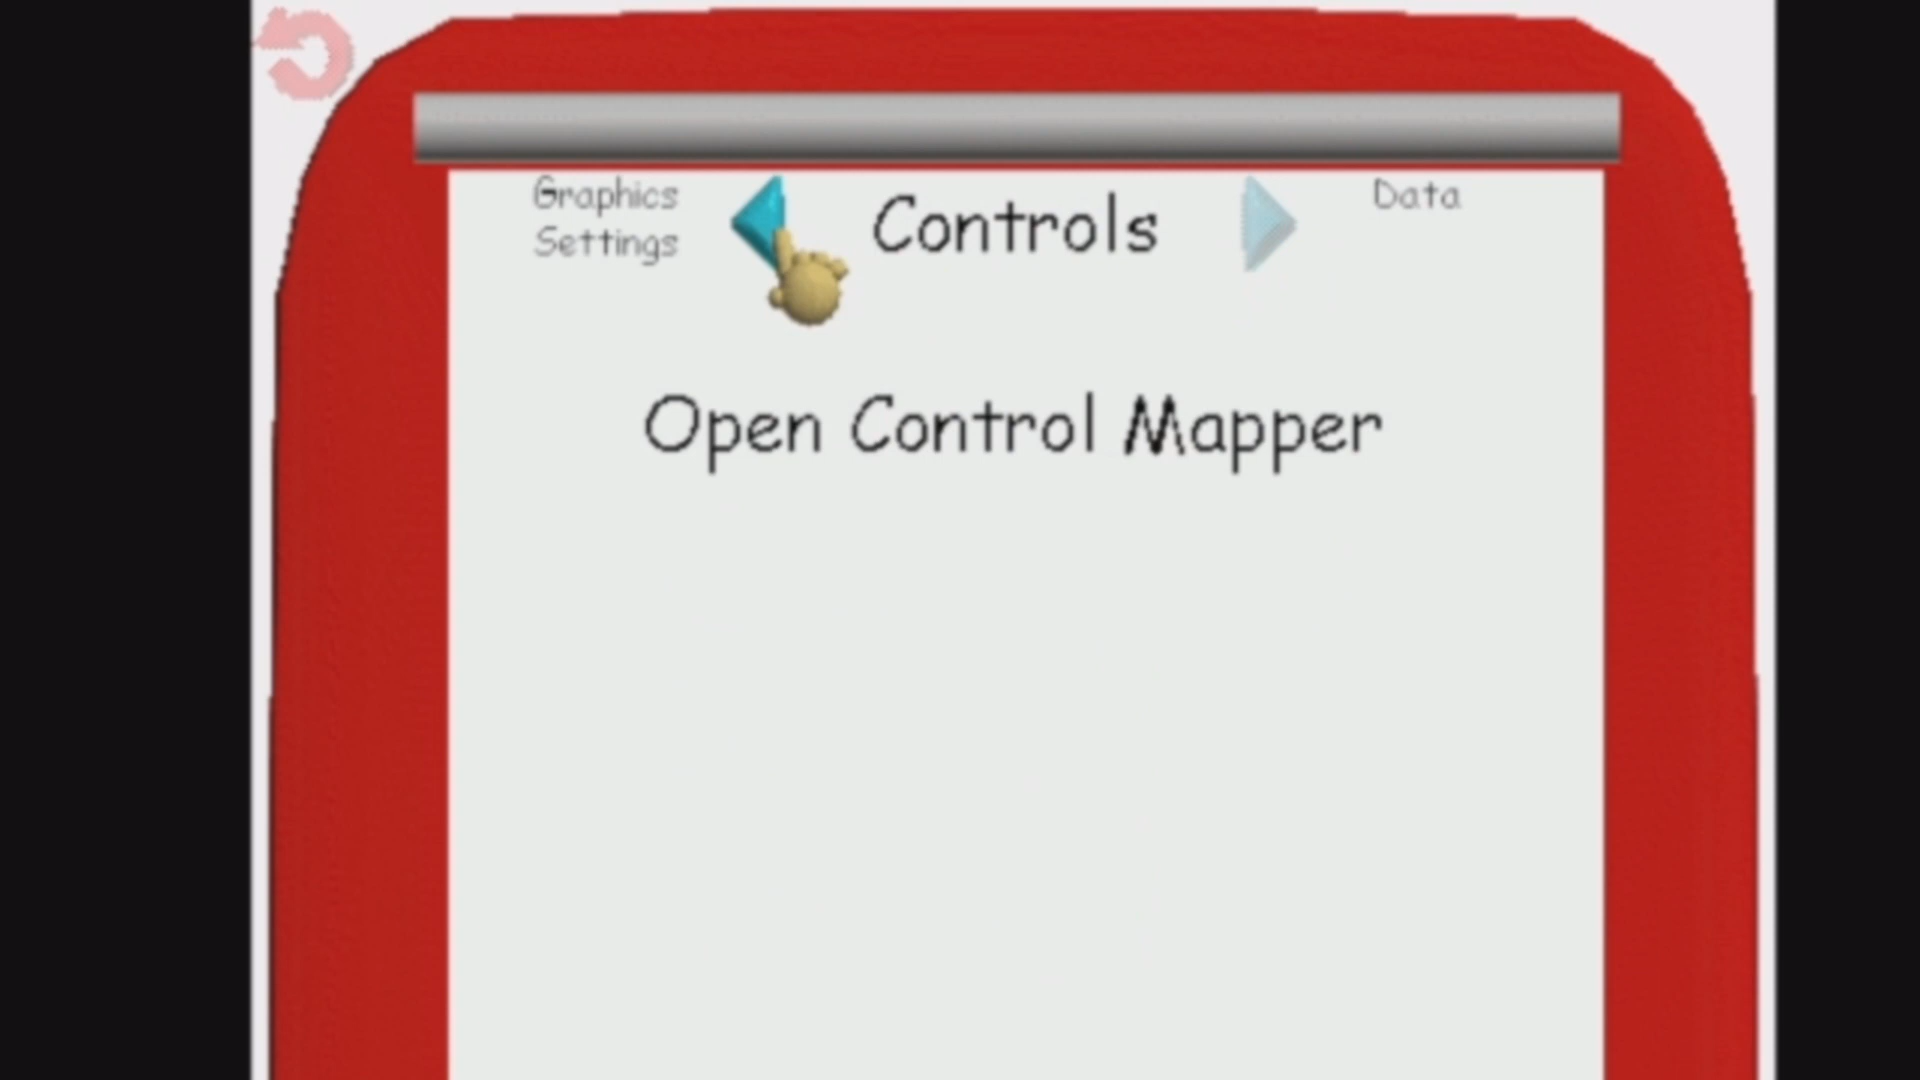 Graphics
Settings
Controls
Data
Open Control Mapper